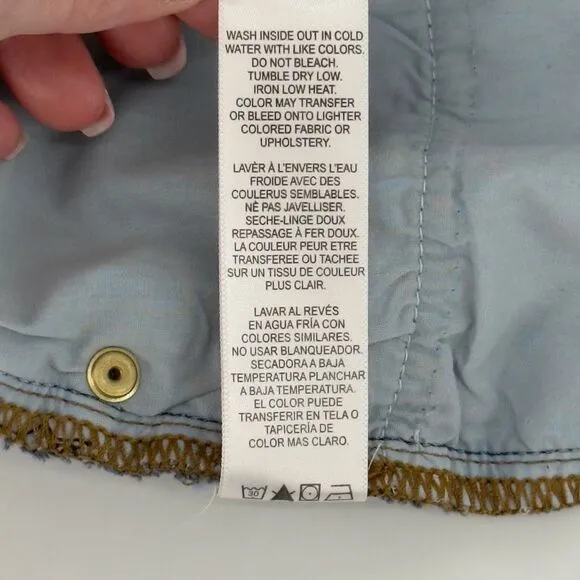 WASH INSIDE OUT IN COLD
WATER WITH LIKE COLORS.
DO NOT BLEACH.
TUMBLE DRY LOW.
IRON LOW HEAT.
COLOR MAY TRANSFER
OR BLEED ONTO LIGHTER
COLORED FABRIC OR
UPHOLSTERY.
LAVÈR À L'ENVERS L'EAU
FROIDE AVEC DES
COULERUS SEMBLABLES.
NÉ PAS JAVELLISER.
SECHE-LINGE DOUX
REPASSAGE À FER DOUX.
LA COULEUR PEUR ETRE
TRANSFEREE OU TACHEE
SUR UN TISSU DE COULEUR
PLUS CLAIR.
LAVAR AL REVÉS
EN AGUA FRÍA CON
COLORES SIMILARES.
NO USAR BLANQUEADOR.
SECADORA A BAJA
TEMPERATURA PLANCHAR
A BAJA TEMPERATURA.
EL COLOR PUEDE
TRANSFERIR EN TELA O
TAPICERÍA DE
COLOR MAS CLARO.
30